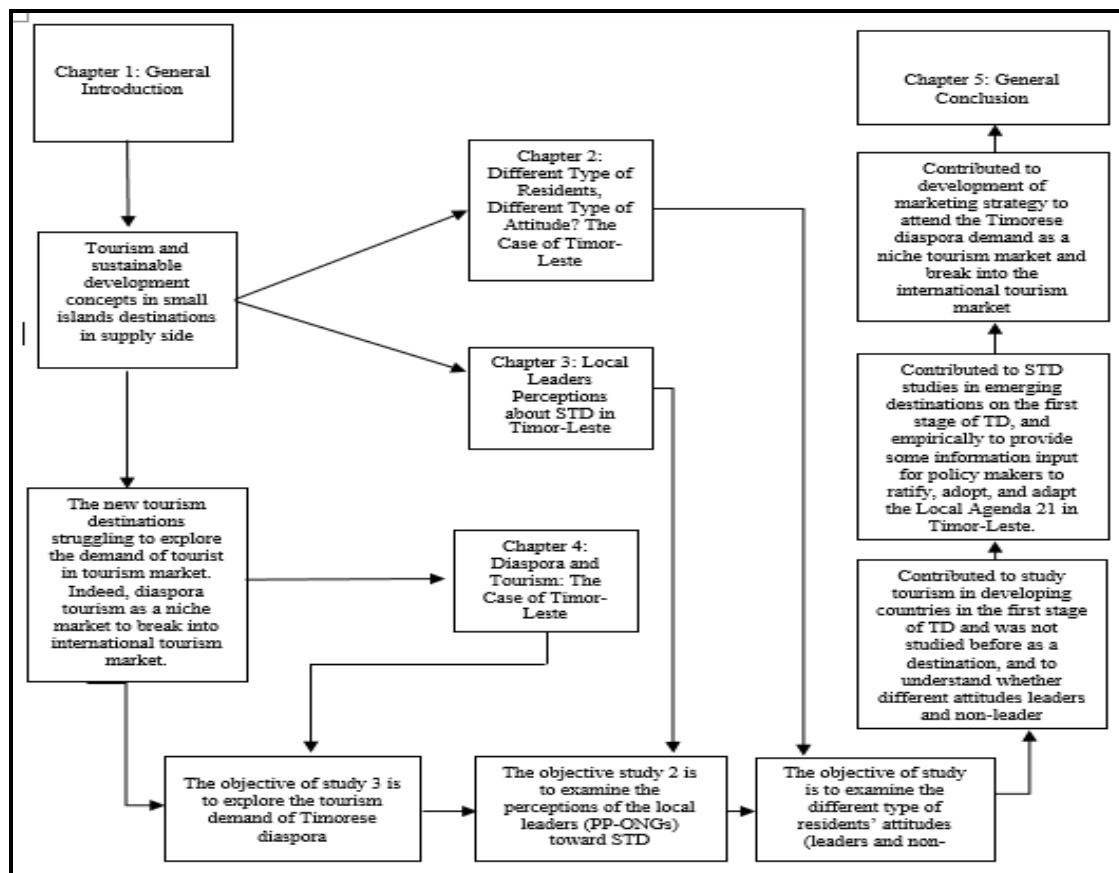 Chapter 1: General
Introduction
Tourism and
sustainable
development
concepts in small
islands destinations
in supply side
The new tourism
destinations
struggling to explore
the demand of tourist
in tourism market.
Indeed, diaspora
tourism as a niche
market to break into
international tourism
market.
Chapter 2:
Different Type of
Residents,
Different Type of
Attitude? The
Case of Timor-
Leste
Chapter 3: Local
Leaders
Perceptions
about STD in
Timor-Leste
Chapter 4:
Diaspora and
Tourism: The
Case of Timor-
Leste
The objective of study 3 is
to explore the tourism
demand of Timorese
diaspora
The objective study 2 is
to examine the
perceptions of the local
leaders (PP-ONGs)
toward STD
The objective of study
is to examine the
different type of
residents' attitudes
(leaders and non-
Contributed to study
tourism in developing
countries in the first stage
of TD and was not
studied before as a
destination, and to
understand whether
different attitudes leaders
and non-leader
Contributed to STD
studies in emerging
destinations on the first
stage of TD, and
empirically to provide
some information input
for policy makers to
ratify, adopt, and adapt
the Local Agenda 21 in
Timor-Leste.
Contributed to
development of
marketing strategy to
attend the Timorese
diaspora demand as a
niche tourism market and
break into the
international tourism
market
Chapter 5: General
Conclusion